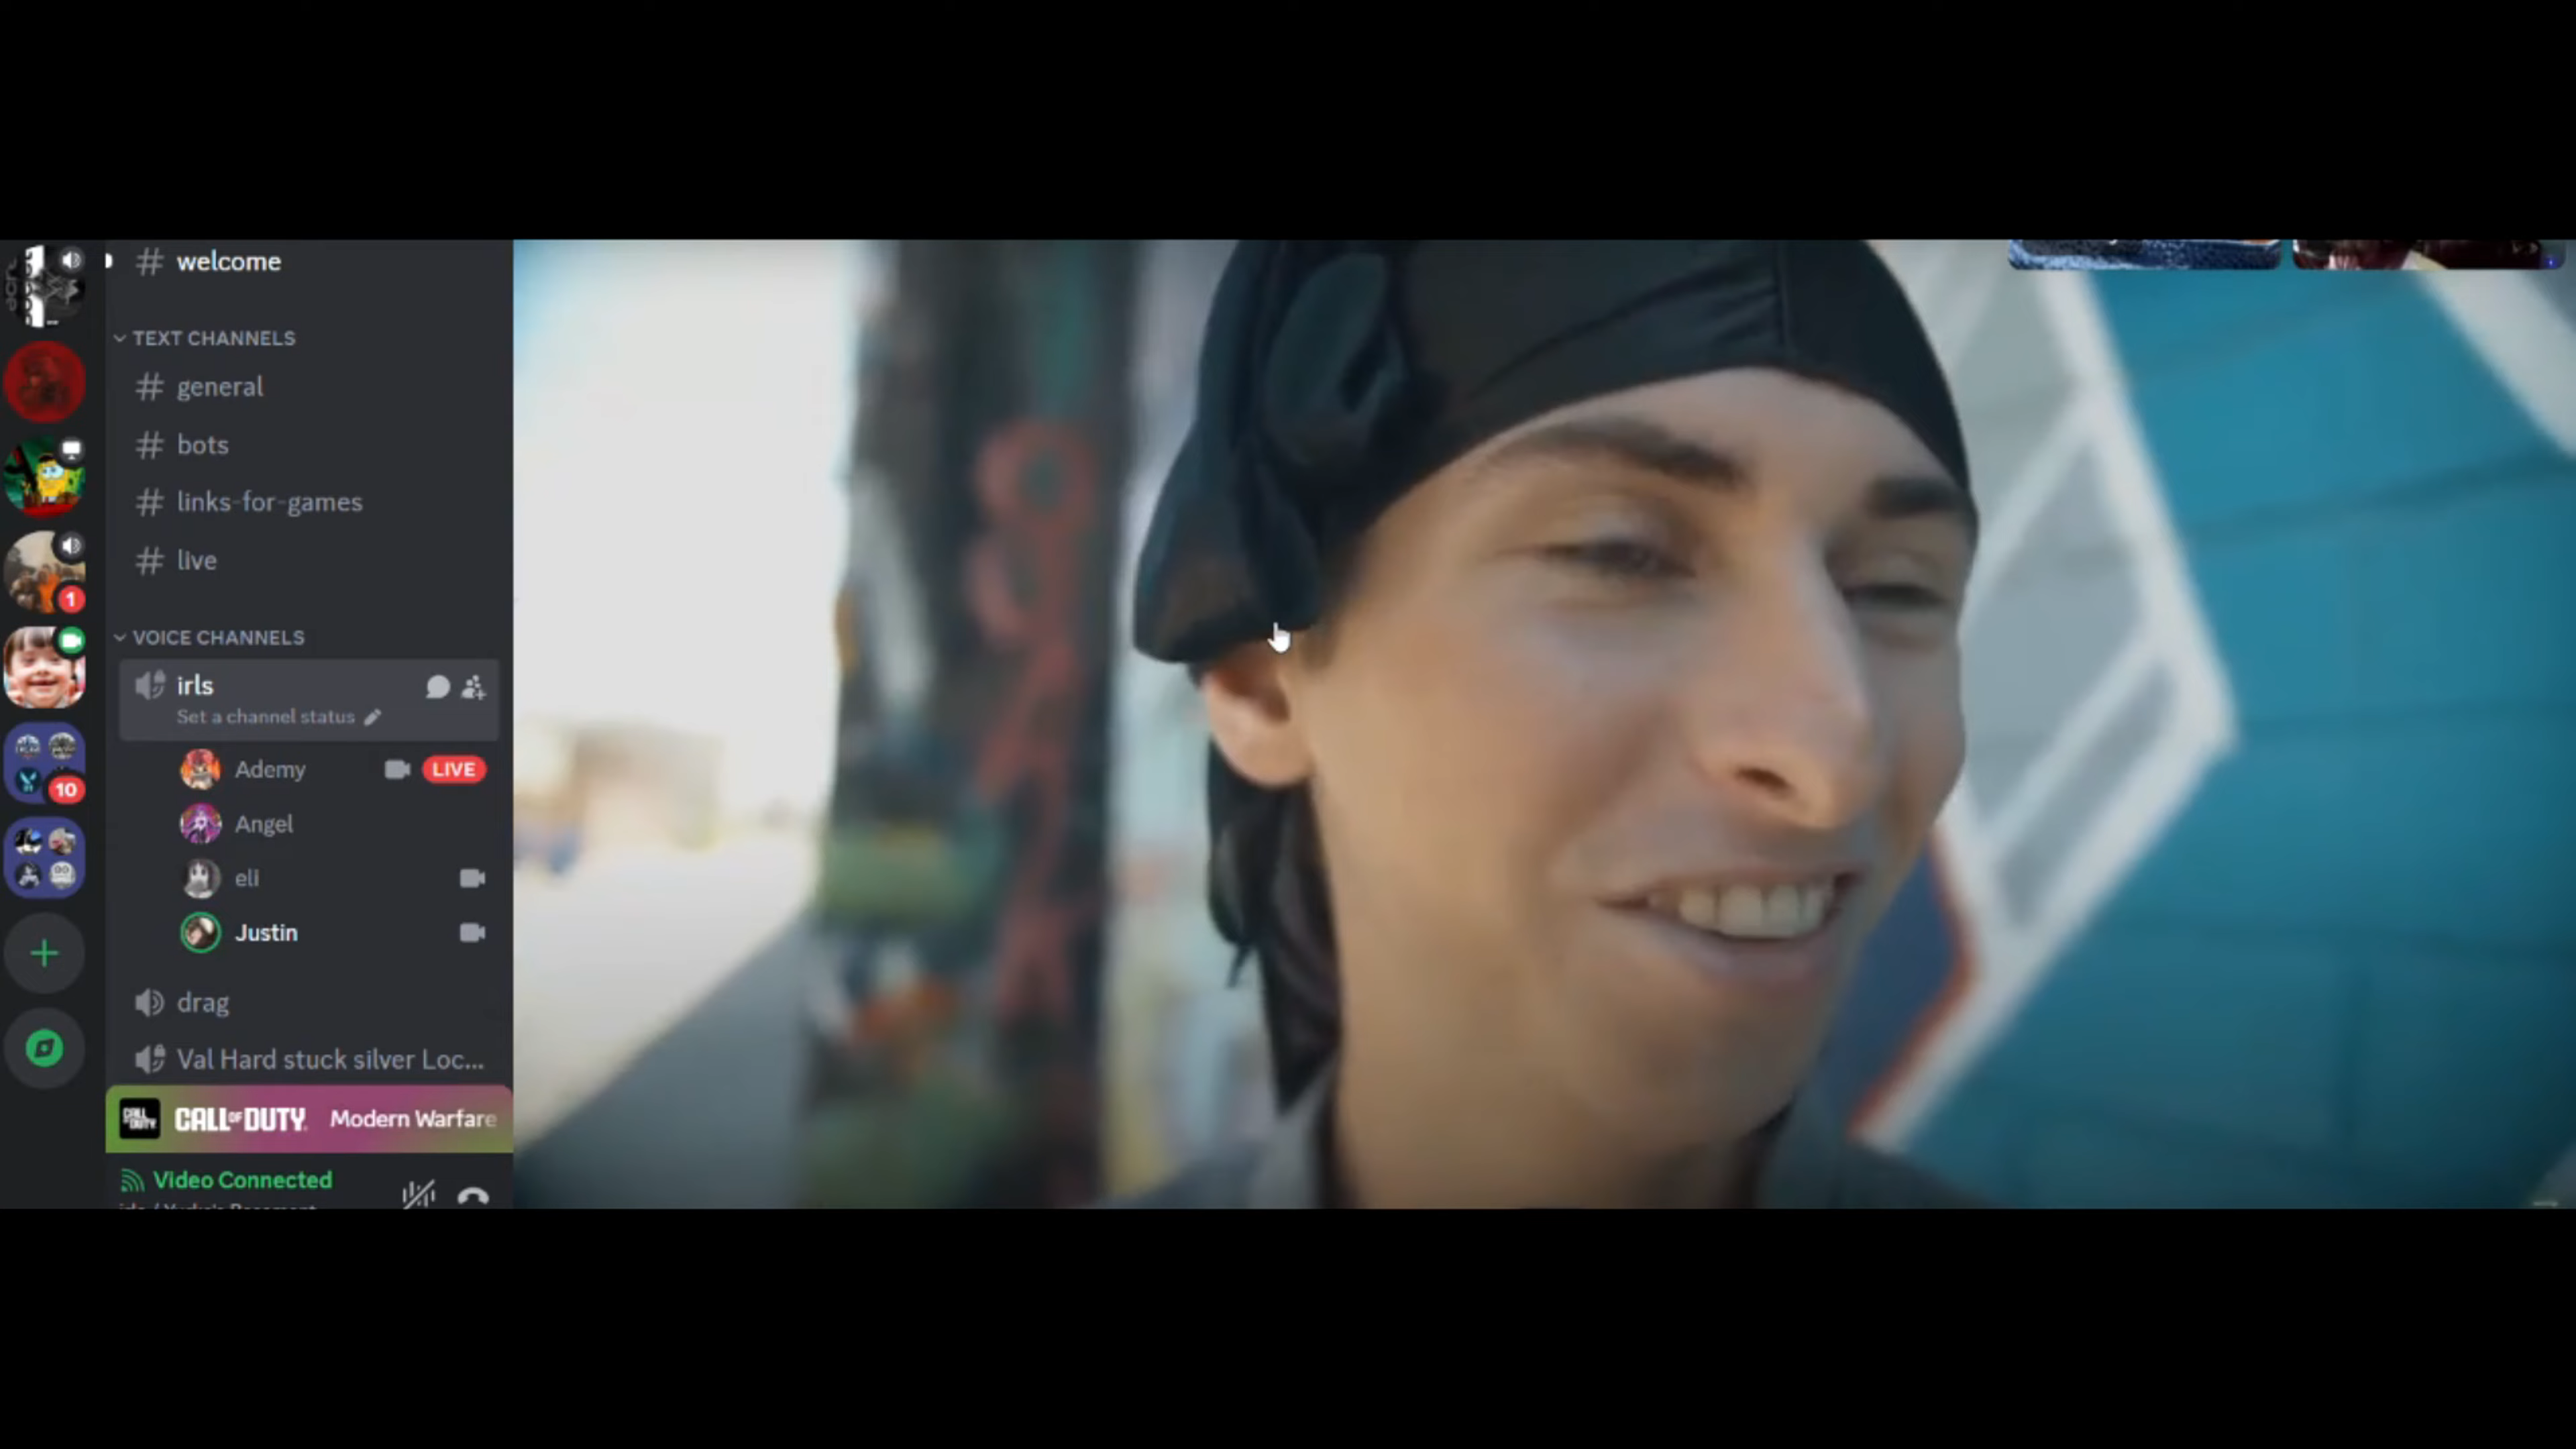 welcome
TEXT CHANNELS
general
bots
links-for-games
live
1
VOICE CHANNELS
irls
Set a channel status
Ademy LIVE
10
Angel
eli
Justin
drag
Val Hard stuck silver Loc...
CALL OF DUTY Modern Warfare
Video Connected